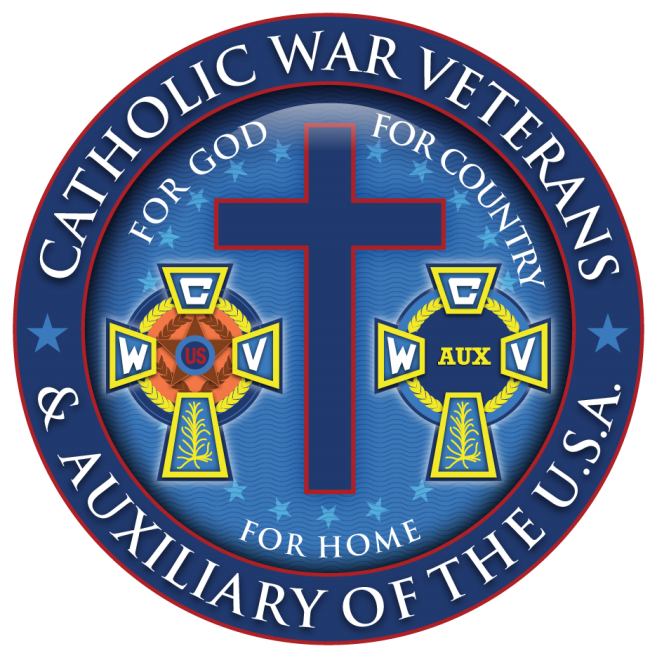 CATHOLIC WAR VETERANS
& AUXILIARY OF THE U.S.A.
FOR GOD
FOR COUNTRY
C
W US V
C
W AUX V
FOR HOME